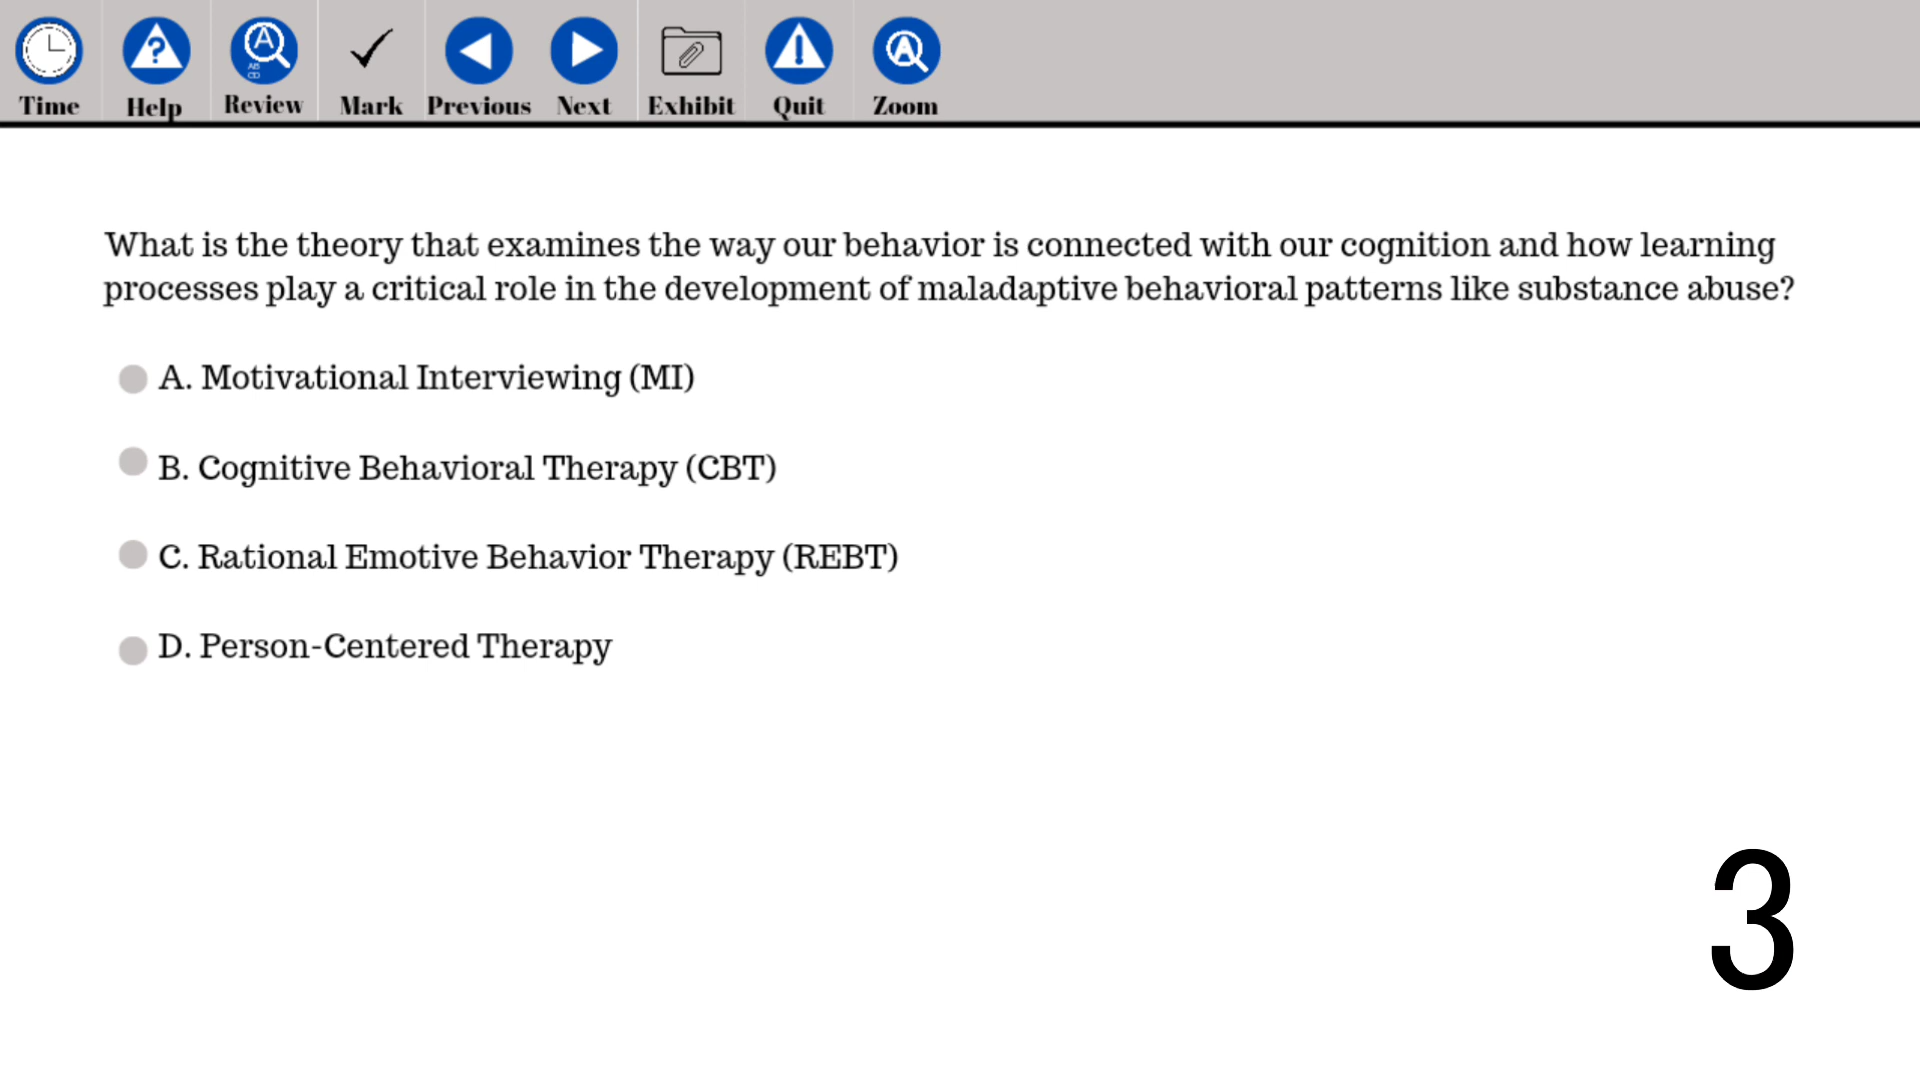 Time Help Review Mark Previous Next Exhibit Quit Zoom
What is the theory that examines the way our behavior is connected with our cognition and how learning
processes play a critical role in the development of maladaptive behavioral patterns like substance abuse?
A. Motivational Interviewing (MI)
B. Cognitive Behavioral Therapy (CBT)
C. Rational Emotive Behavior Therapy (REBT)
D. Person-Centered Therapy
3